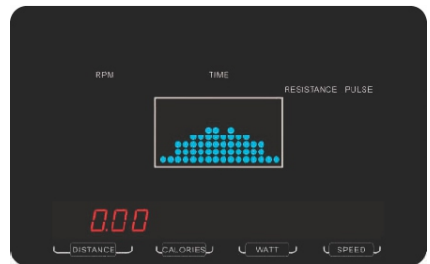 RPM TIME
RESISTANCE PULSE
0.00
DISTANCE CALORIES WATT SPEED